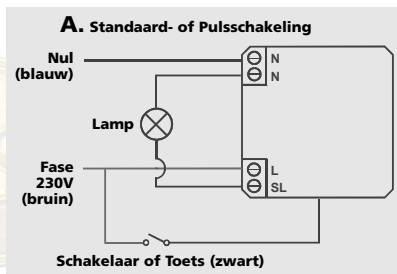 A. Standaard- of Pulsschakeling
Nul
(blauw)
N
N
Lamp
Fase
230V
(bruin)
L
SL
Schakelaar of Toets (zwart)